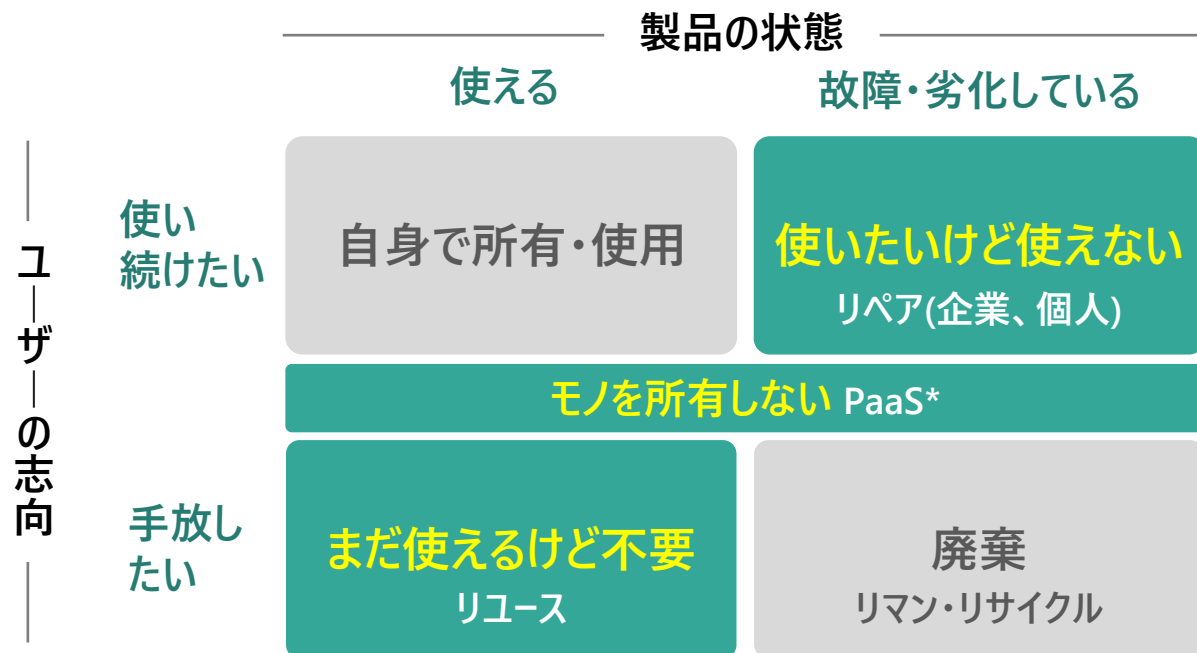 製品の状態
使える
故障・劣化している
ユーザーの志向
使い
続けたい
自身で所有・使用
使いたいけど使えない
リペア(企業、個人)
モノを所有しない PaaS*
手放し
たい
まだ使えるけど不要
リユース
廃棄
リマン・リサイクル